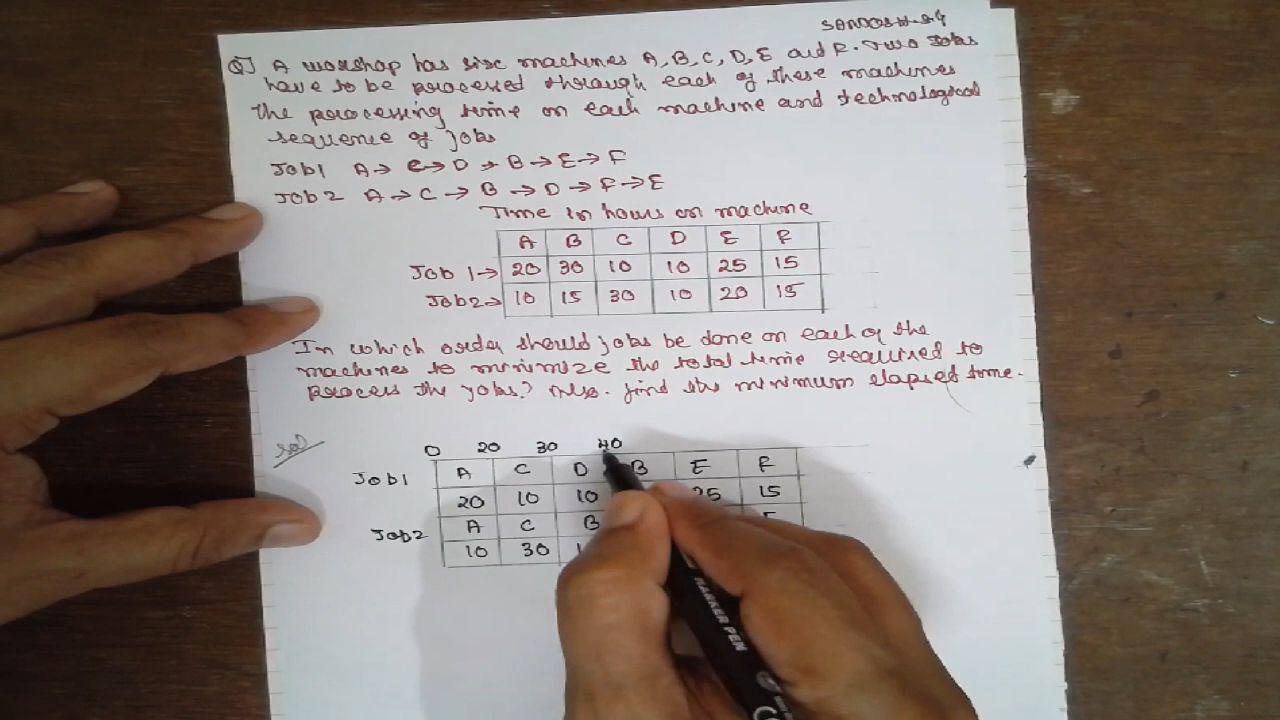 SANTOSH.S.G
Q] A workshop has six machines A, B, C, D, E and F. Two Jobs
have to be processed through each of these machines
The processing time on each machine and technological
sequence of jobs
Job1 A → C → D → B → E → F
Job2 A → C → B → D → F → E
Time in hours on machine
A B C D E F
Job 1→ 20 30 10 10 25 15
Job2→ 10 15 30 10 20 15
In which order should jobs be done on each of the
machines to minimize the total time required to
process the jobs? Also. find the minimum elapsed time.
Sol
0 20 30 40
Job1 A C D B E F
20 10 10 25 15
Job2 A C B
10 30
MARKER PEN